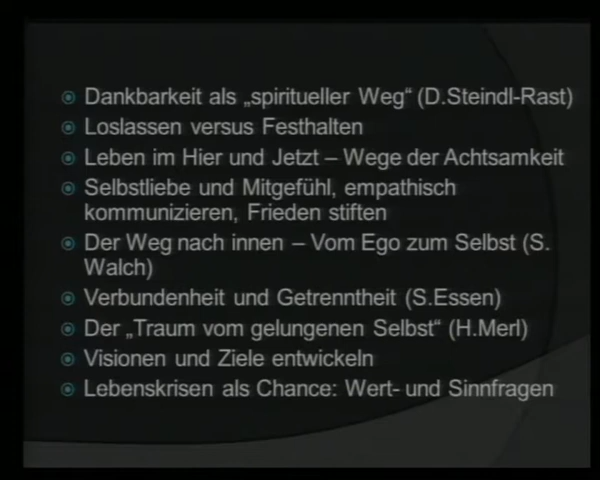 Dankbarkeit als „spiritueller Weg“ (D.Steindl-Rast)
Loslassen versus Festhalten
Leben im Hier und Jetzt – Wege der Achtsamkeit
Selbstliebe und Mitgefühl, empathisch
kommunizieren, Frieden stiften
Der Weg nach innen – Vom Ego zum Selbst (S.
Walch)
Verbundenheit und Getrenntheit (S.Essen)
Der „Traum vom gelungenen Selbst“ (H.Merl)
Visionen und Ziele entwickeln
Lebenskrisen als Chance: Wert- und Sinnfragen